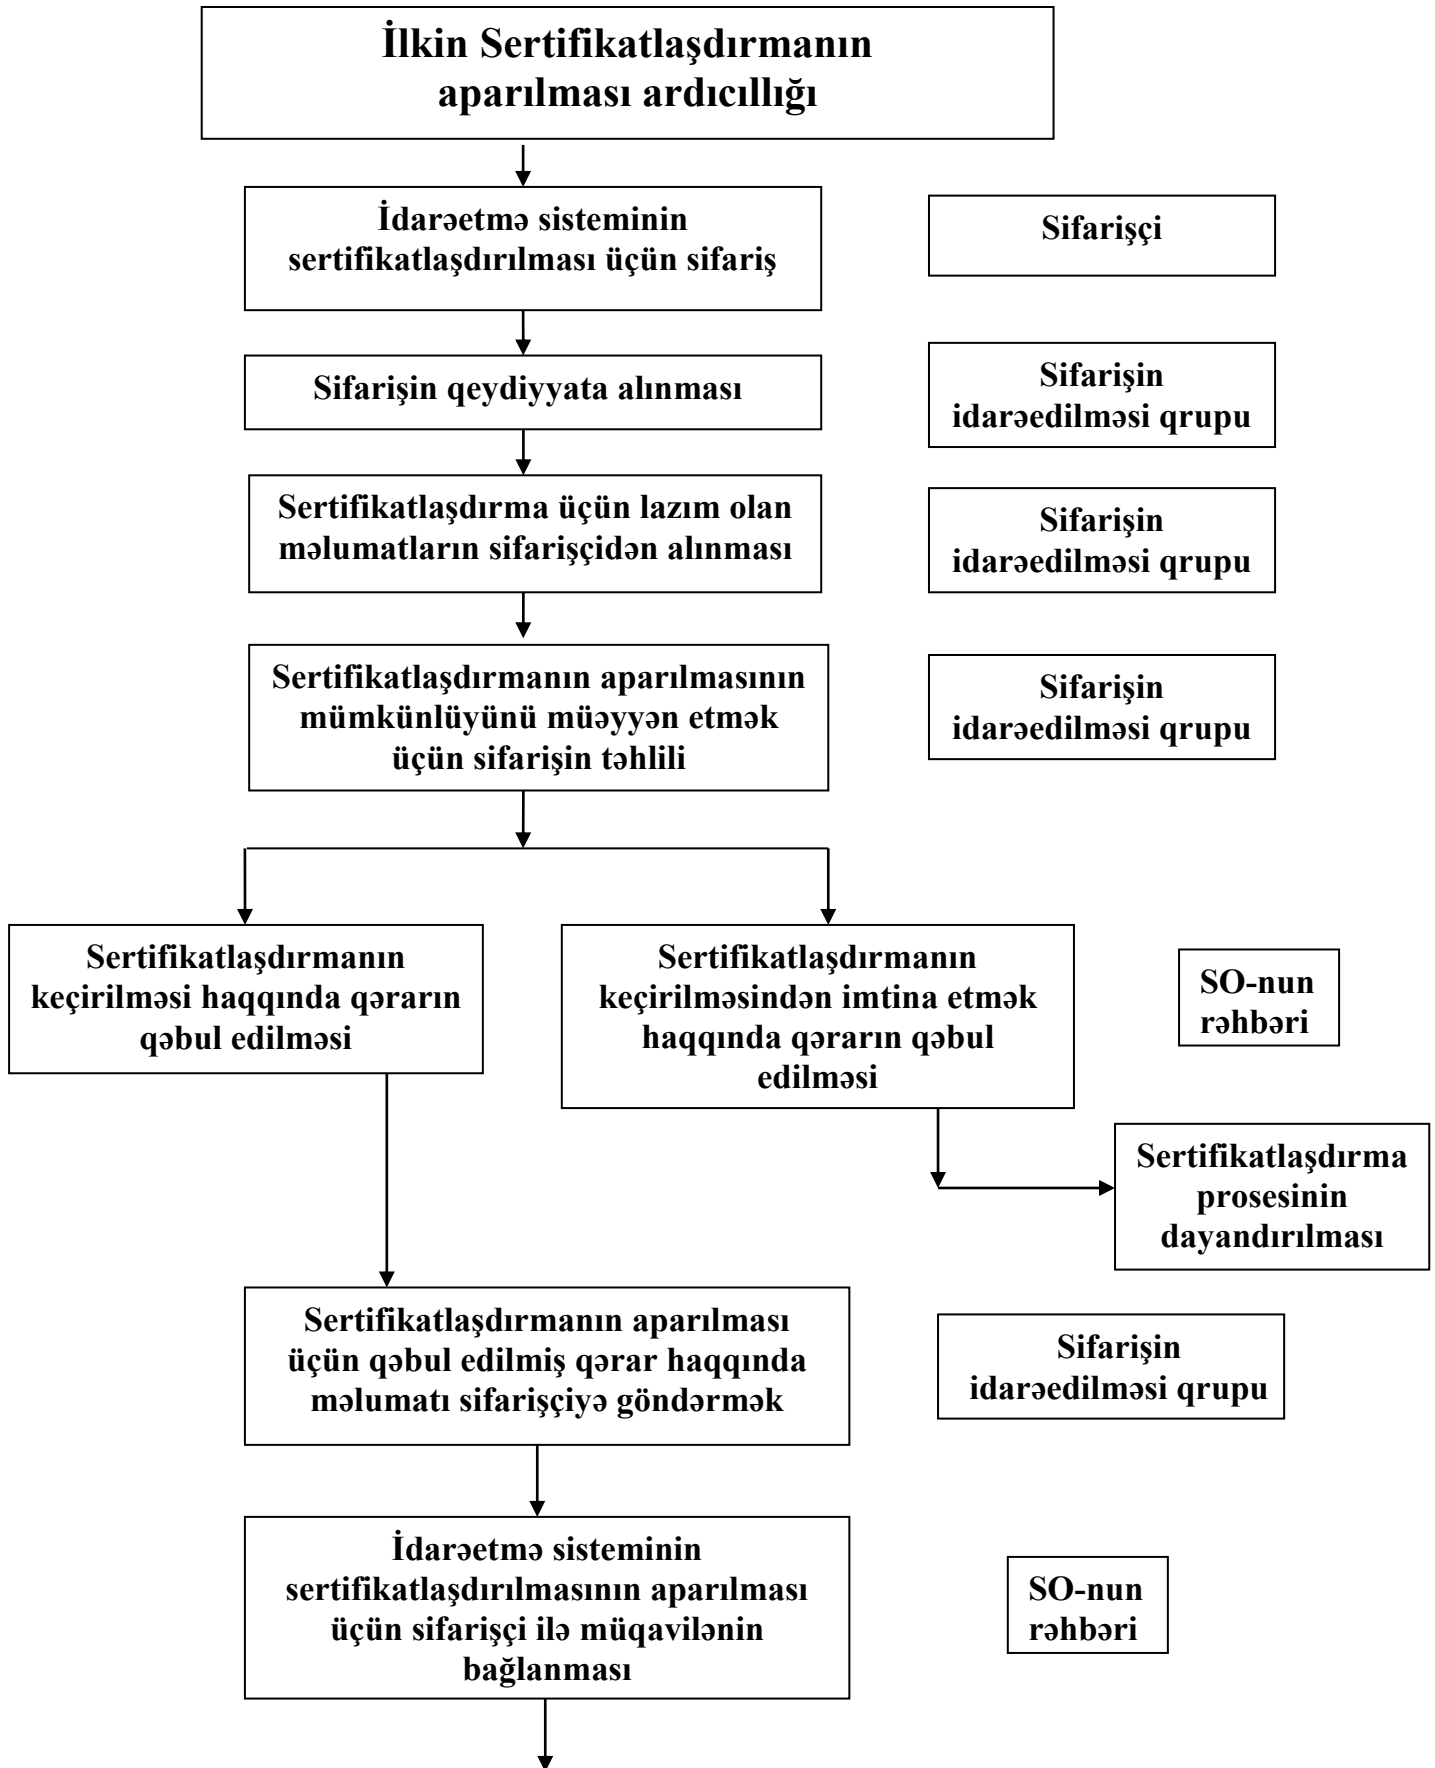 İlkin Sertifikatlaşdırmanın
aparılması ardıcıllığı
İdarəetmə sisteminin
sertifikatlaşdırılması üçün sifariş
Sifarişçi
Sifarişin qeydiyyata alınması
Sifarişin
idarəedilməsi qrupu
Sertifikatlaşdırma üçün lazım olan
məlumatların sifarişçidən alınması
Sifarişin
idarəedilməsi qrupu
Sertifikatlaşdırmanın aparılmasının
mümkünlüyünü müəyyən etmək
üçün sifarişin təhlili
Sifarişin
idarəedilməsi qrupu
Sertifikatlaşdırmanın
keçirilməsi haqqında qərarın
qəbul edilməsi
Sertifikatlaşdırmanın
keçirilməsindən imtina etmək
haqqında qərarın qəbul
edilməsi
SO-nun
rəhbəri
Sertifikatlaşdırma
prosesinin
dayandırılması
Sertifikatlaşdırmanın aparılması
üçün qəbul edilmiş qərar haqqında
məlumatı sifarişçiyə göndərmək
Sifarişin
idarəedilməsi qrupu
İdarəetmə sisteminin
sertifikatlaşdırılmasının aparılması
üçün sifarişçi ilə müqavilənin
bağlanması
SO-nun
rəhbəri